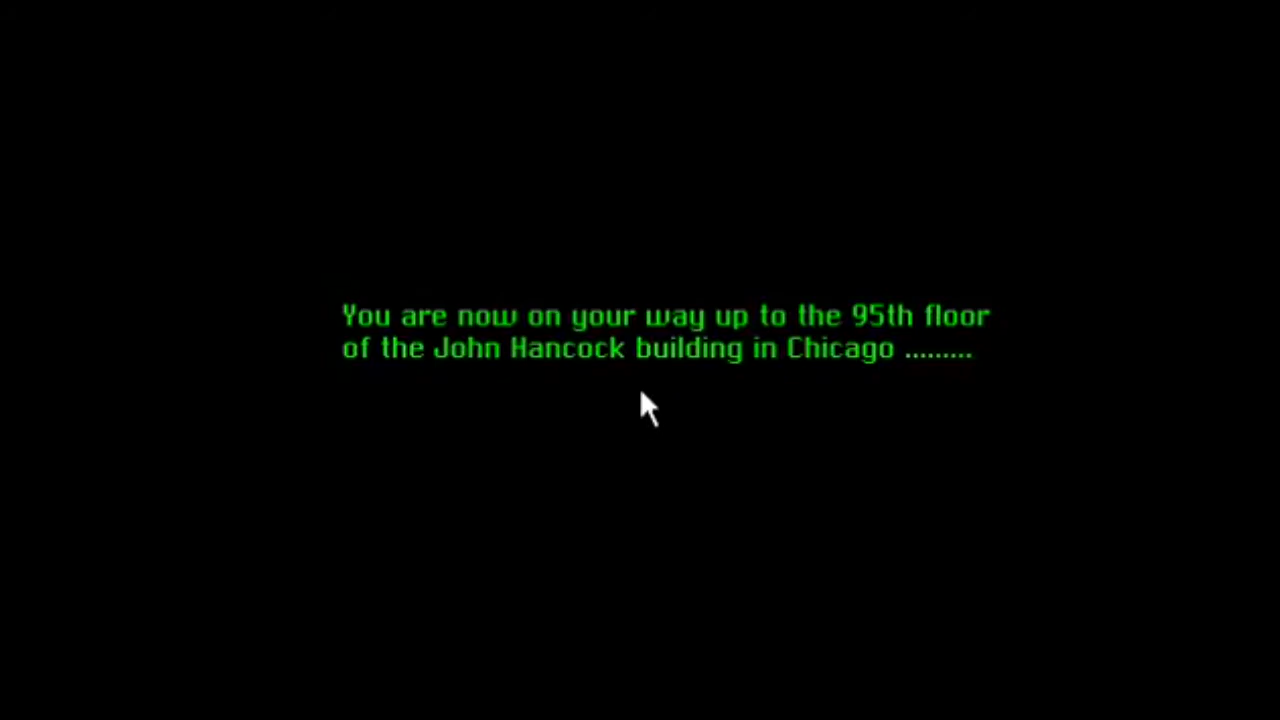 You are now on your way up to the 95th floor
of the John Hancock building in Chicago .........